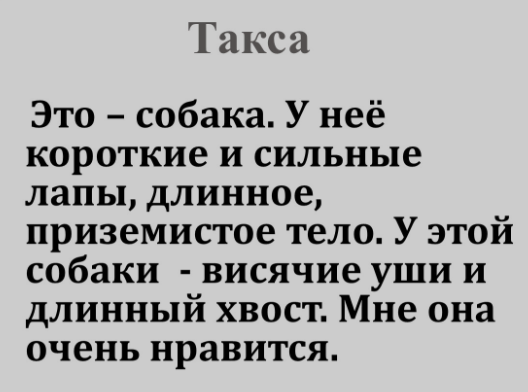 Такса
Это – собака. У неё
короткие и сильные
лапы, длинное,
приземистое тело. У этой
собаки  - висячие уши и
длинный хвост. Мне она
очень нравится.